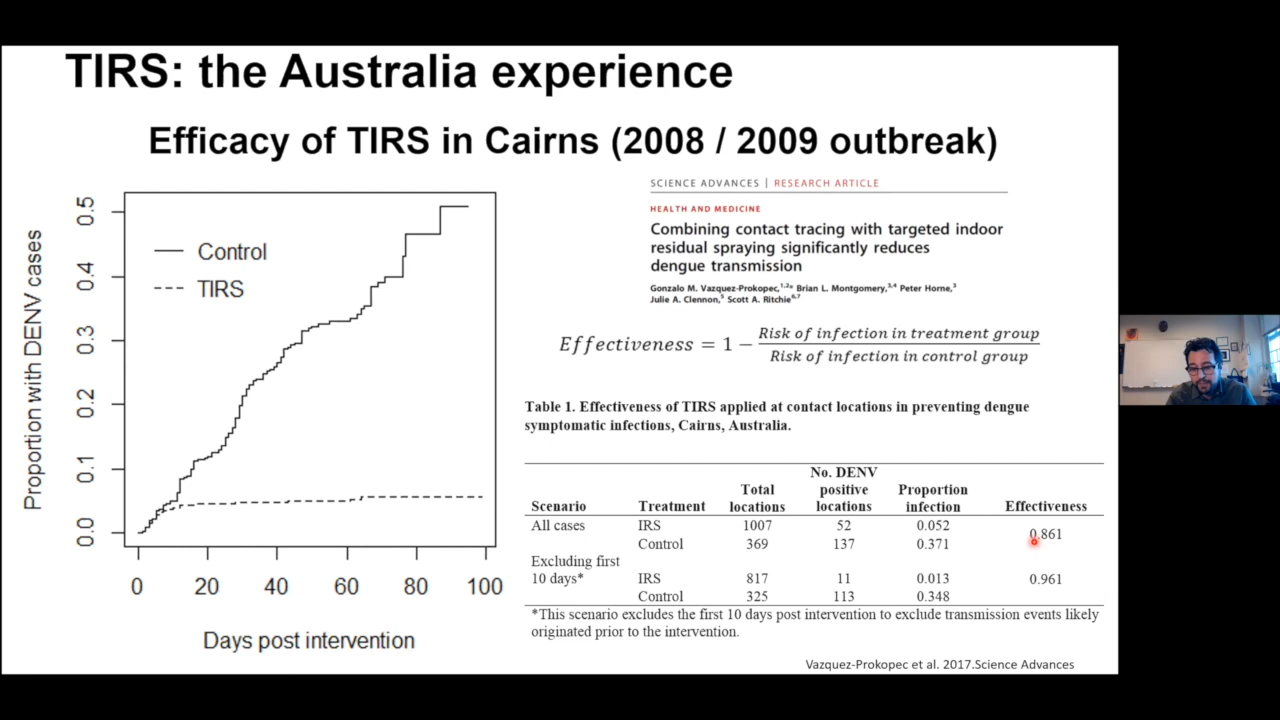 TIRS: the Australia experience
Efficacy of TIRS in Cairns (2008 / 2009 outbreak)
Proportion with DENV cases
0.5
0.4
0.3
0.2
0.1
0.0
Control
TIRS
0 20 40 60 80 100
Days post intervention
SCIENCE ADVANCES | RESEARCH ARTICLE
HEALTH AND MEDICINE
Combining contact tracing with targeted indoor
residual spraying significantly reduces
dengue transmission
Gonzalo M. Vazquez-Prokopec,1,2* Brian L. Montgomery,3,4 Peter Horne,3
Julie A. Clennon,5 Scott A. Ritchie6,7
Effectiveness = 1 − Risk of infection in treatment group
Risk of infection in control group
Table 1. Effectiveness of TIRS applied at contact locations in preventing dengue
symptomatic infections, Cairns, Australia.
Scenario Treatment Total locations No. DENV positive locations Proportion infection Effectiveness
All cases IRS 1007 52 0.052 0.861
Control 369 137 0.371
Excluding first
10 days* IRS 817 11 0.013 0.961
Control 325 113 0.348
*This scenario excludes the first 10 days post intervention to exclude transmission events likely
originated prior to the intervention.
Vazquez-Prokopec et al. 2017.Science Advances